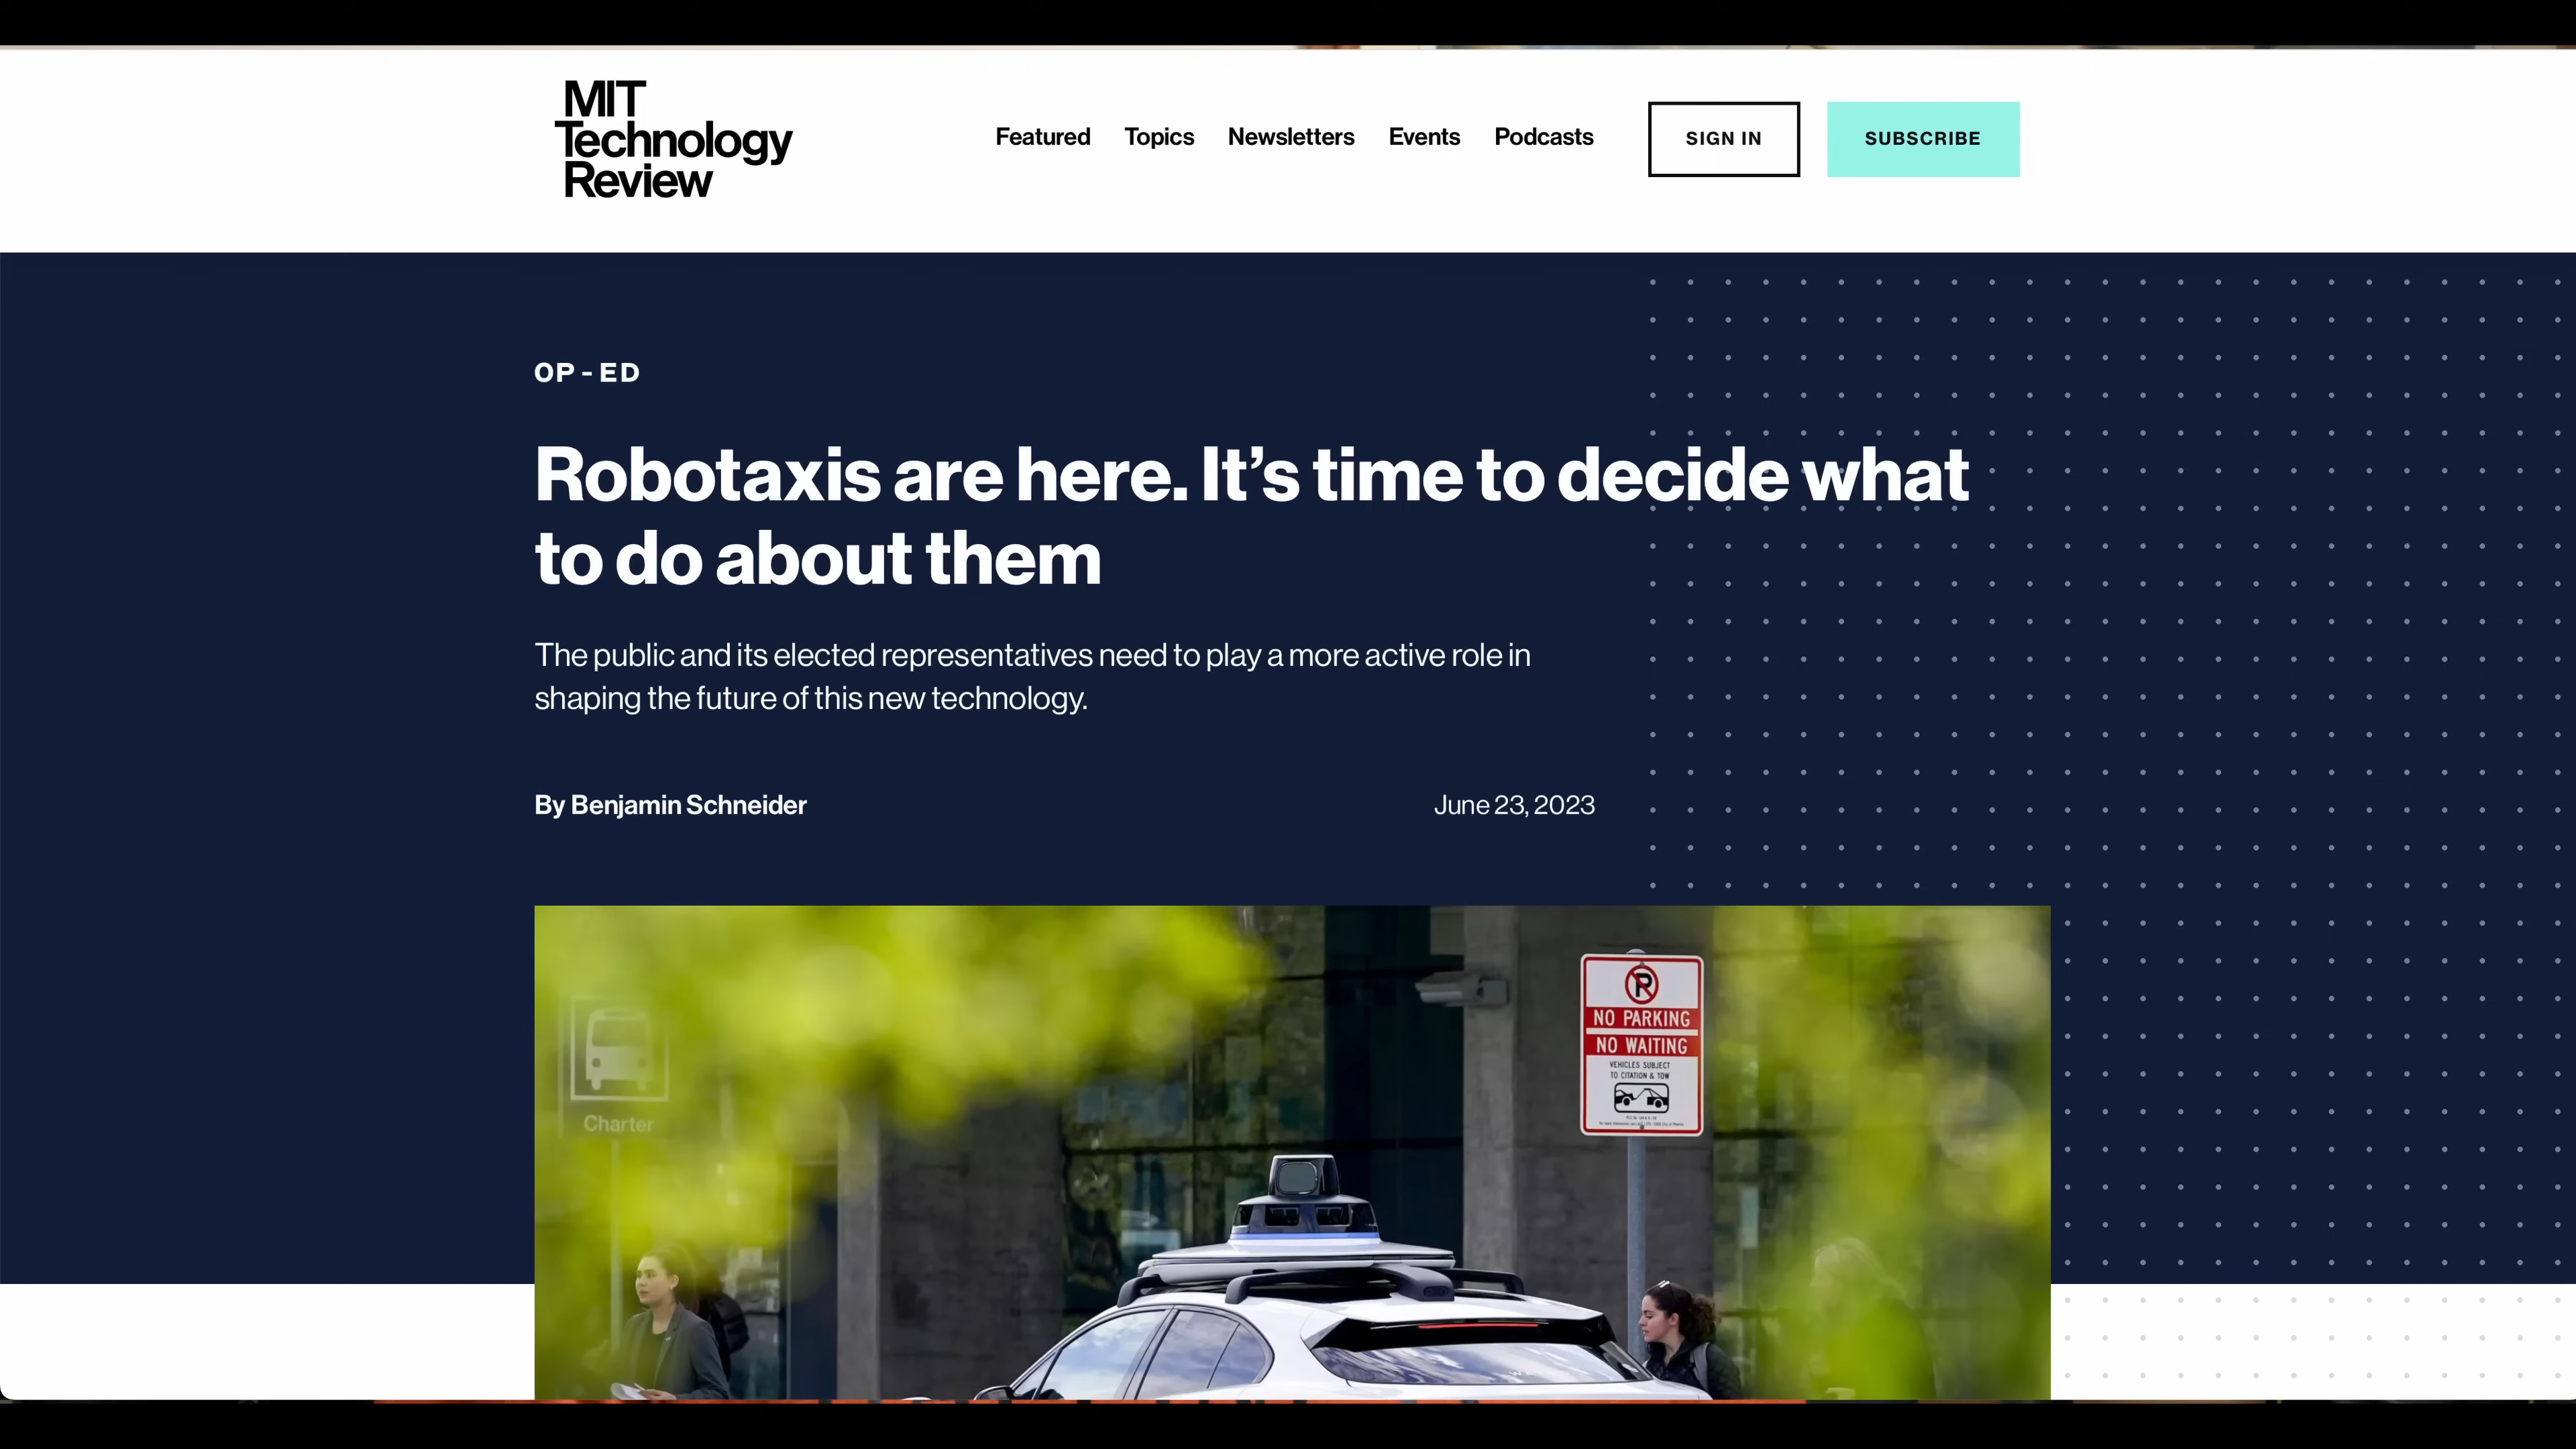 MIT
Technology
Review
Featured
Topics
Newsletters
Events
Podcasts
SIGN IN
SUBSCRIBE
OP-ED
Robotaxis are here. It’s time to decide what
to do about them
The public and its elected representatives need to play a more active role in
shaping the future of this new technology.
By Benjamin Schneider
June 23, 2023
Charter
P
NO PARKING
NO WAITING
VEHICLES SUBJECT
TO CITATION & TOW